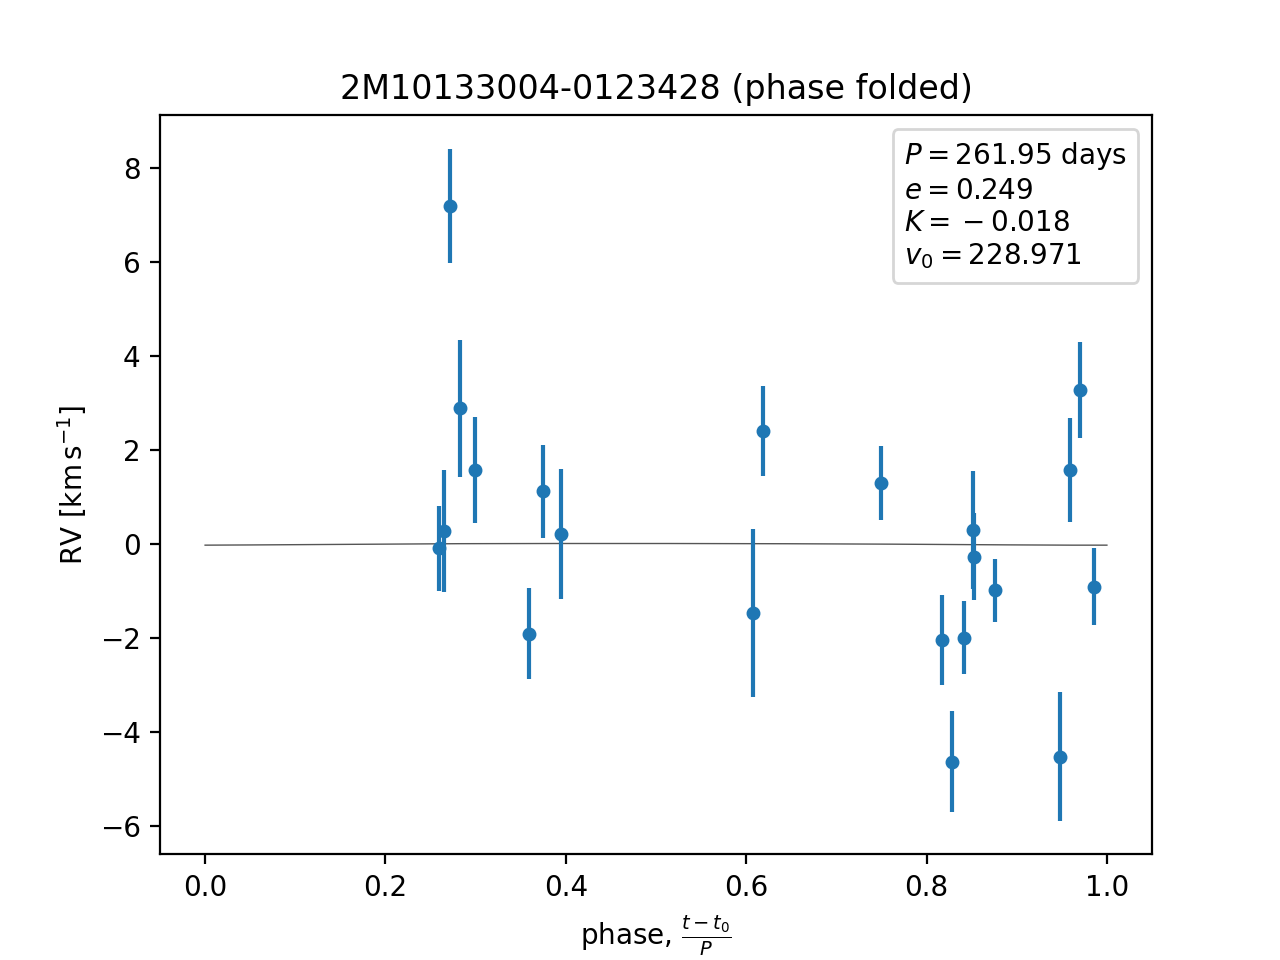 2M10133004-0123428 (phase folded)
P = 261.95 days
e = 0.249
K = −0.018
v₀ = 228.971
RV [km s⁻¹]
8
6
4
2
0
−2
−4
−6
0.0 0.2 0.4 0.6 0.8 1.0
phase, (t − t₀)/P